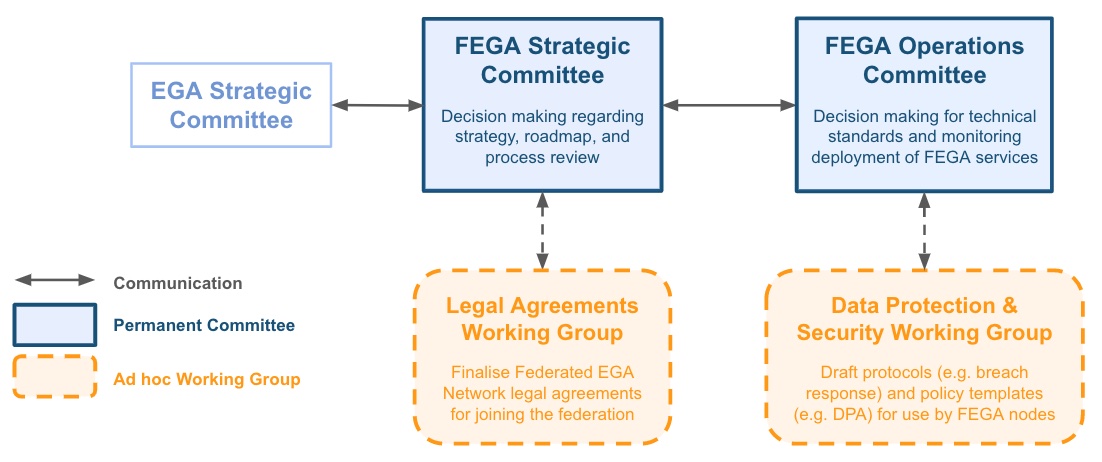 EGA Strategic
Committee
FEGA Strategic
Committee
Decision making regarding
strategy, roadmap, and
process review
FEGA Operations
Committee
Decision making for technical
standards and monitoring
deployment of FEGA services
Communication
Permanent Committee
Ad hoc Working Group
Legal Agreements
Working Group
Finalise Federated EGA
Network legal agreements
for joining the federation
Data Protection &
Security Working Group
Draft protocols (e.g. breach
response) and policy templates
(e.g. DPA) for use by FEGA nodes